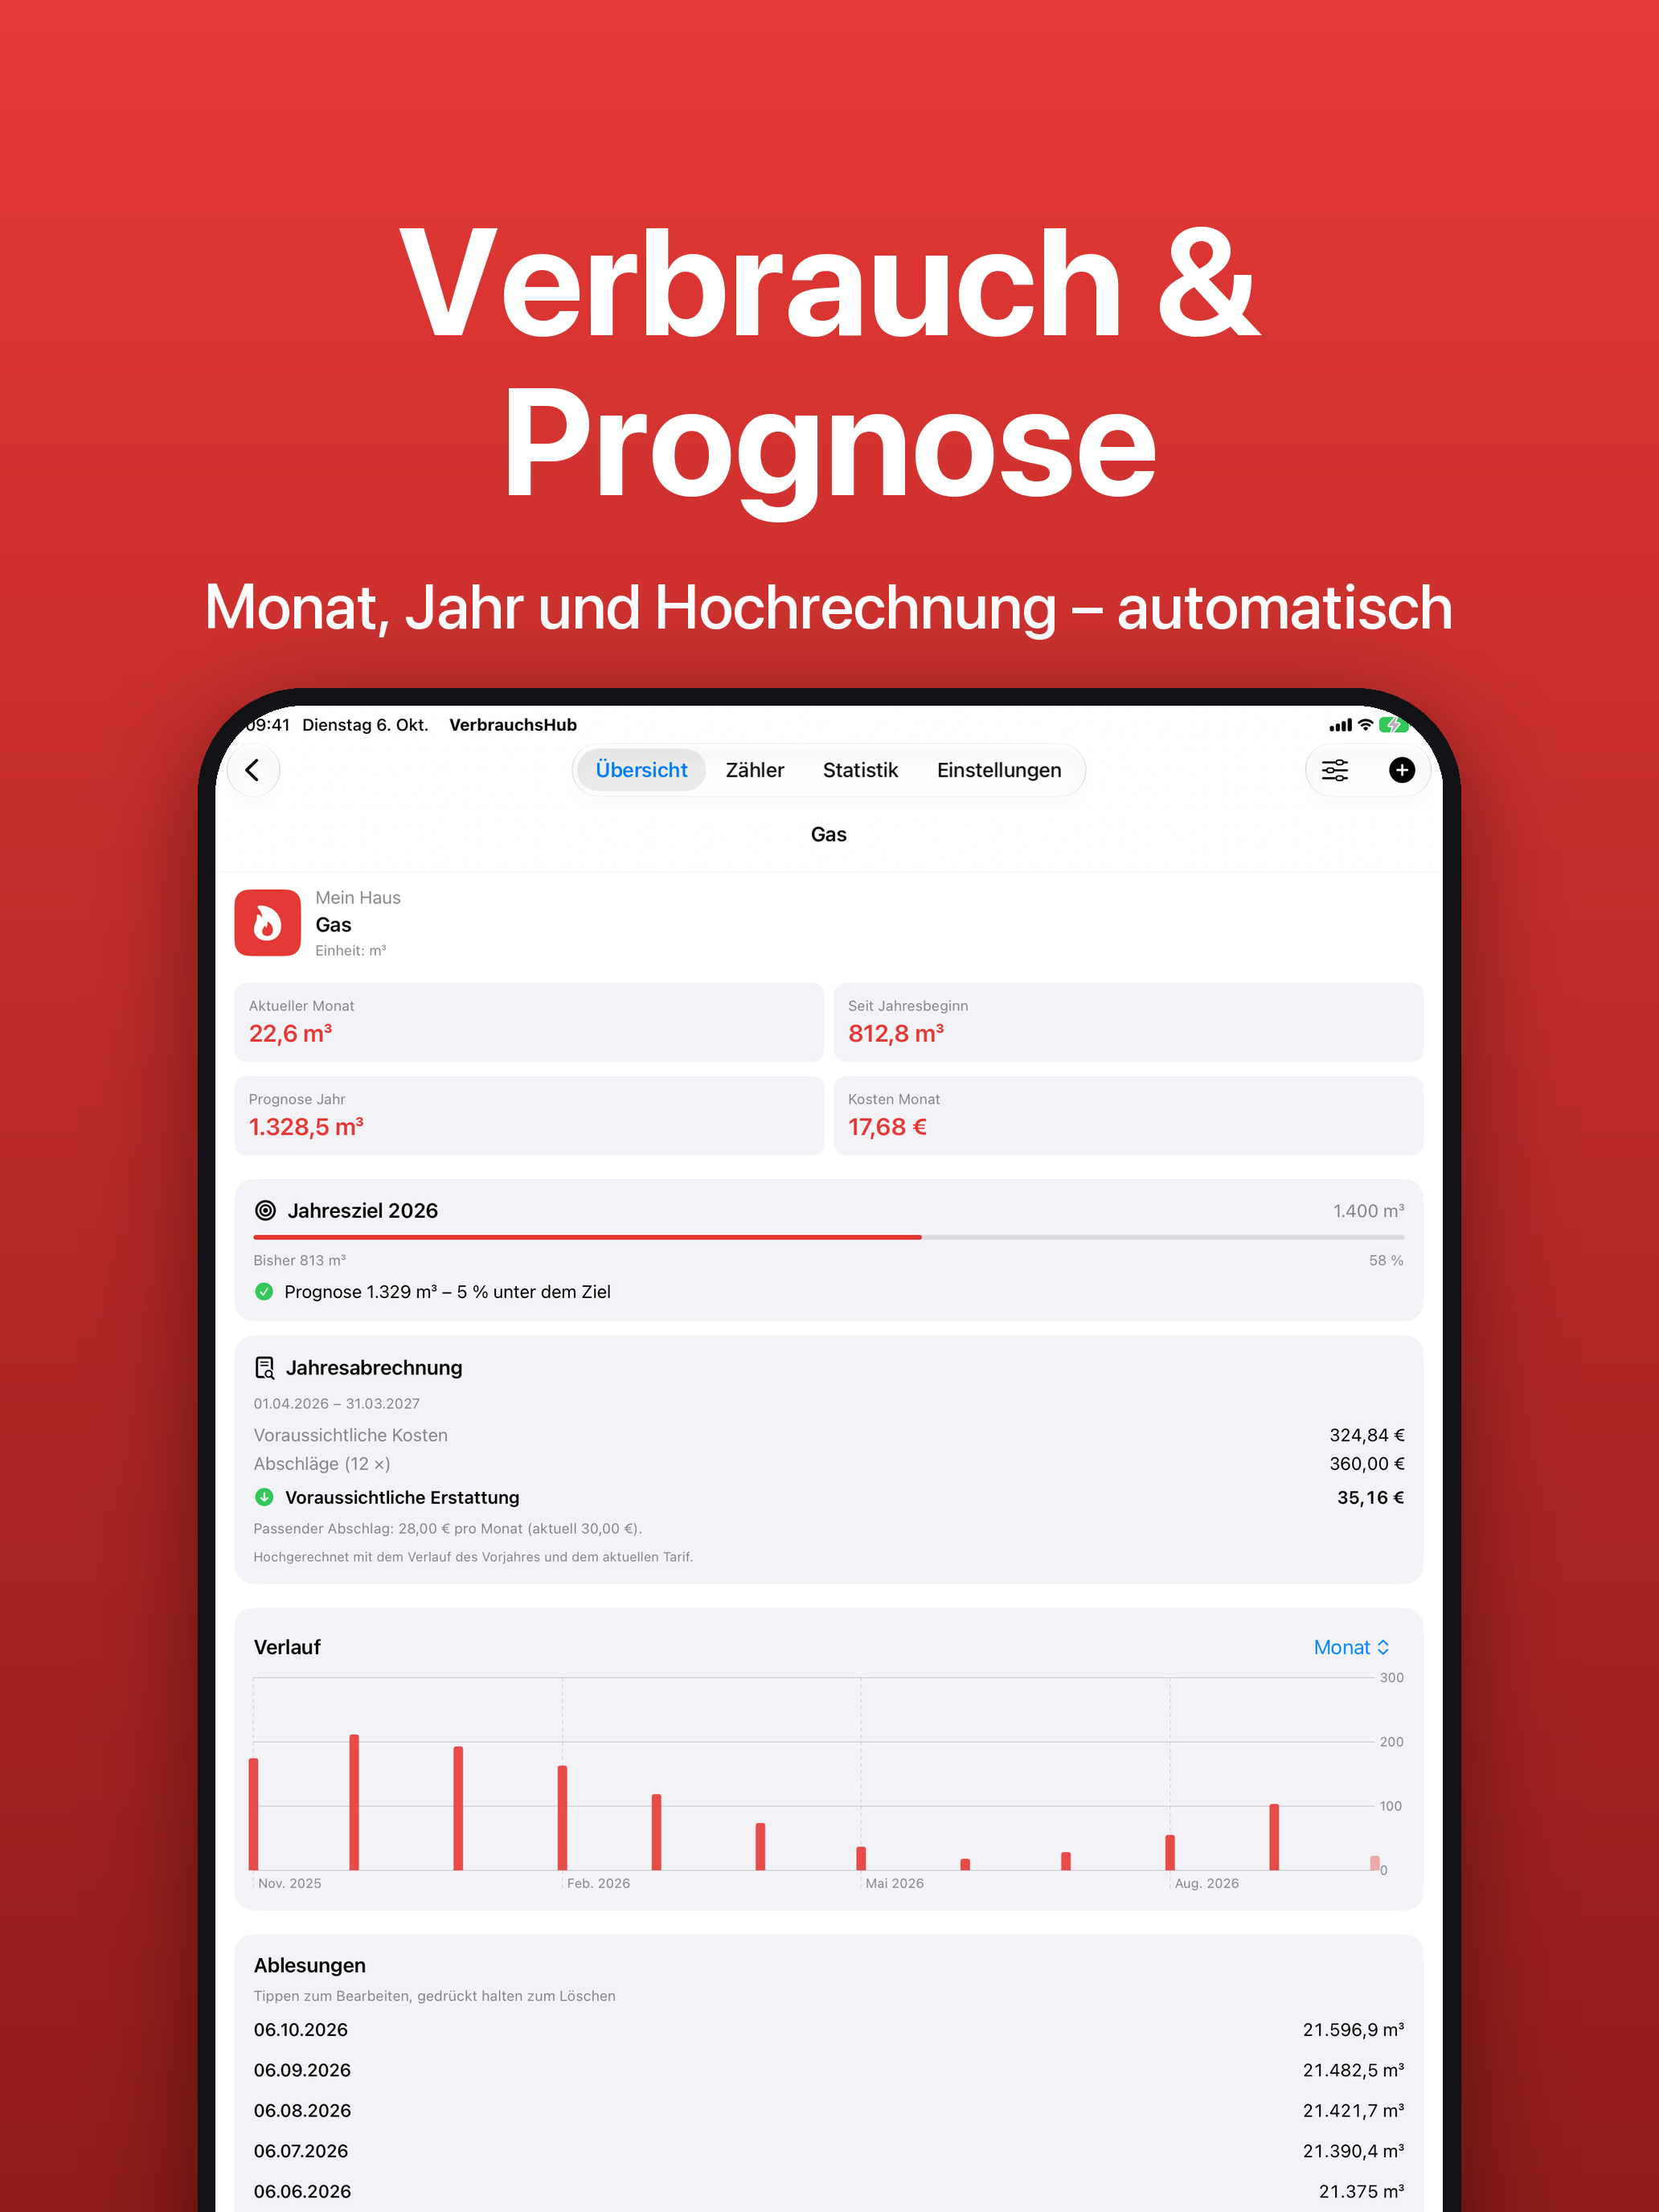 Verbrauch &
Prognose
Monat, Jahr und Hochrechnung – automatisch
09:41 Dienstag 6. Okt. VerbrauchsHub
Übersicht Zähler Statistik Einstellungen
Gas
Mein Haus
Gas
Einheit: m³
Aktueller Monat
22,6 m³
Seit Jahresbeginn
812,8 m³
Prognose Jahr
1.328,5 m³
Kosten Monat
17,68 €
Jahresziel 2026 1.400 m³
Bisher 813 m³ 58 %
Prognose 1.329 m³ – 5 % unter dem Ziel
Jahresabrechnung
01.04.2026 – 31.03.2027
Voraussichtliche Kosten 324,84 €
Abschläge (12 ×) 360,00 €
Voraussichtliche Erstattung 35,16 €
Passender Abschlag: 28,00 € pro Monat (aktuell 30,00 €).
Hochgerechnet mit dem Verlauf des Vorjahres und dem aktuellen Tarif.
Verlauf Monat
300
200
100
0
Nov. 2025 Feb. 2026 Mai 2026 Aug. 2026
Ablesungen
Tippen zum Bearbeiten, gedrückt halten zum Löschen
06.10.2026 21.596,9 m³
06.09.2026 21.482,5 m³
06.08.2026 21.421,7 m³
06.07.2026 21.390,4 m³
06.06.2026 21.375 m³